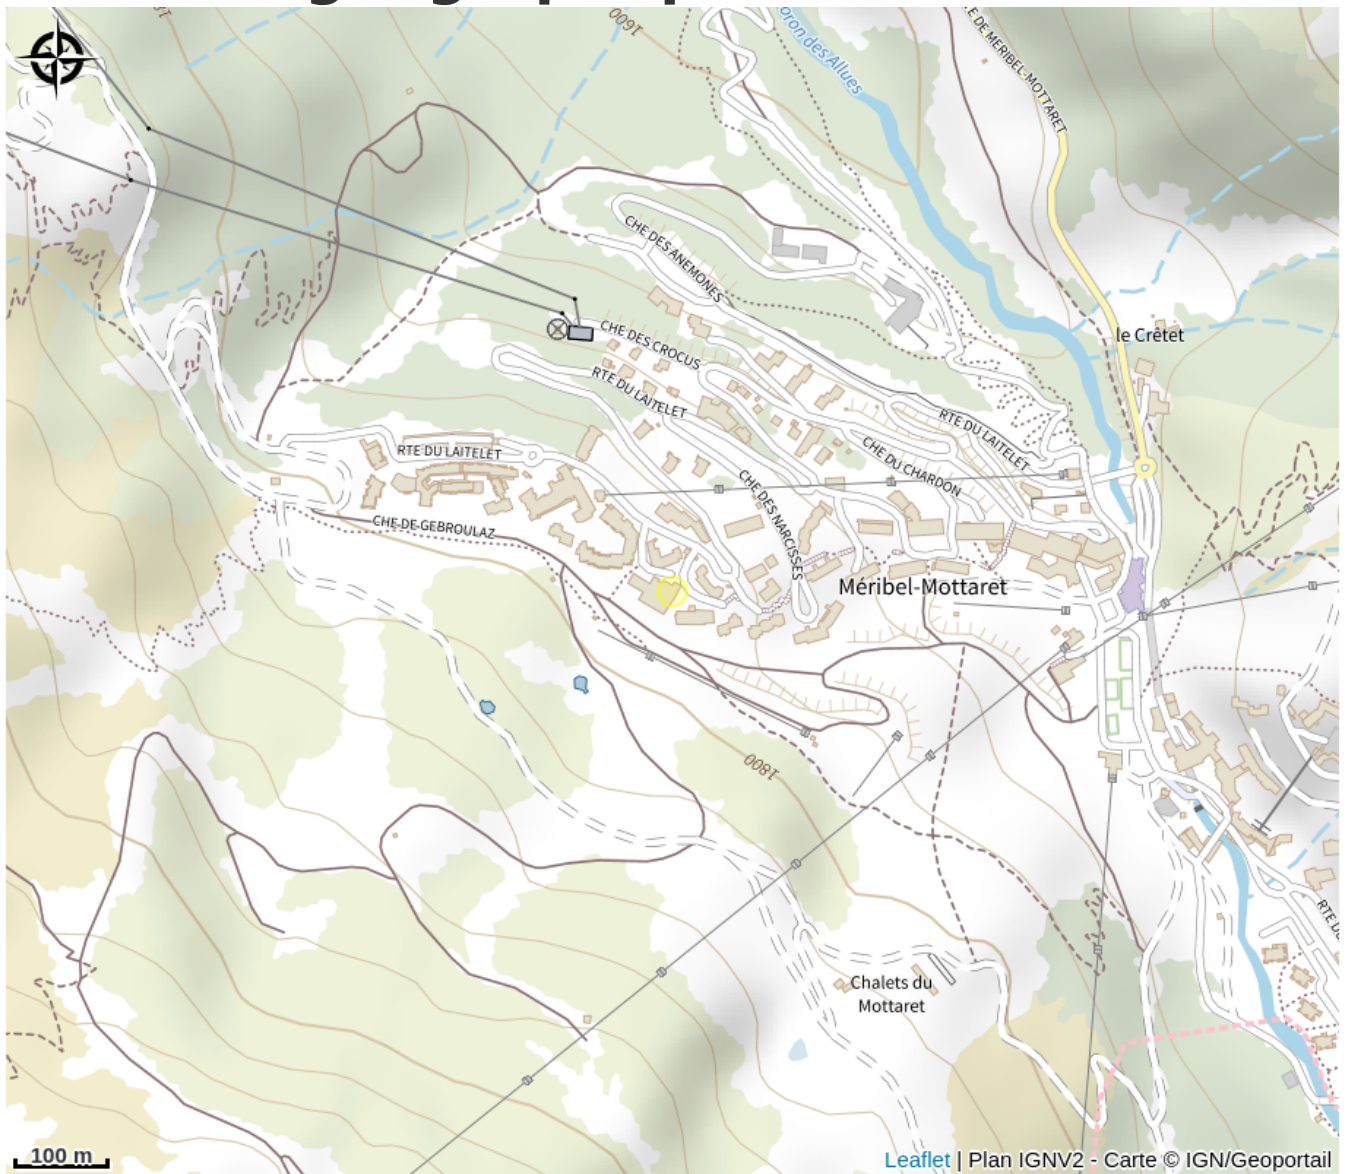 1600
oron des Allues
E DE MERIBEL-MOTTARET
CHE DES ANEMONES
le Crêtet
CHE DES CROCUS
RTE DU LAITELET
RTE DU LAITELET
RTE DU LAITELET
CHE DU CHARDON
CHE DES NARCISSES
CHE DE GEBROULAZ
Méribel-Mottaret
1800
Chalets du
Mottaret
RTE D
100 m
Leaflet | Plan IGNV2 - Carte © IGN/Geoportail